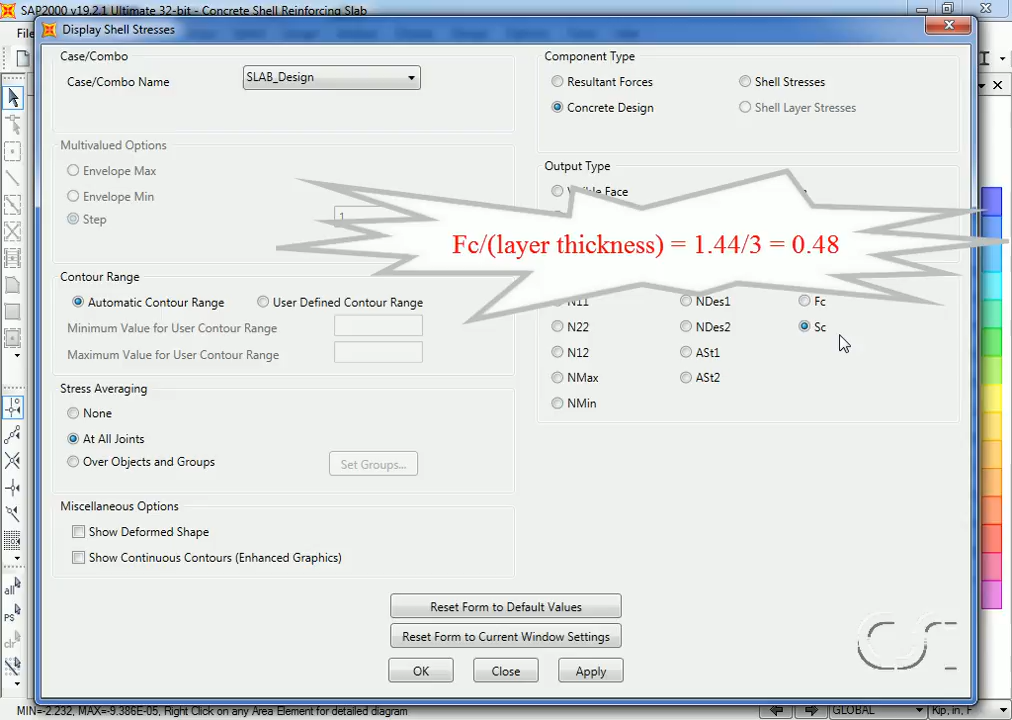 SAP2000 v19.2.1 Ultimate 32-bit - Concrete Shell Reinforcing Slab
Display Shell Stresses
Case/Combo
Case/Combo Name
SLAB_Design
Multivalued Options
Envelope Max
Envelope Min
Step
1
Contour Range
Automatic Contour Range
User Defined Contour Range
Minimum Value for User Contour Range
Maximum Value for User Contour Range
Stress Averaging
None
At All Joints
Over Objects and Groups
Set Groups...
Miscellaneous Options
Show Deformed Shape
Show Continuous Contours (Enhanced Graphics)
Component Type
Resultant Forces
Shell Stresses
Concrete Design
Shell Layer Stresses
Output Type
Face
Fc/(layer thickness) = 1.44/3 = 0.48
N11
NDes1
Fc
N22
NDes2
Sc
N12
ASt1
NMax
ASt2
NMin
Reset Form to Default Values
Reset Form to Current Window Settings
OK
Close
Apply
all
PS
clr
MIN=-2.232, MAX=-9.386E-05, Right Click on any Area Element for detailed diagram
GLOBAL
Kip, in, F